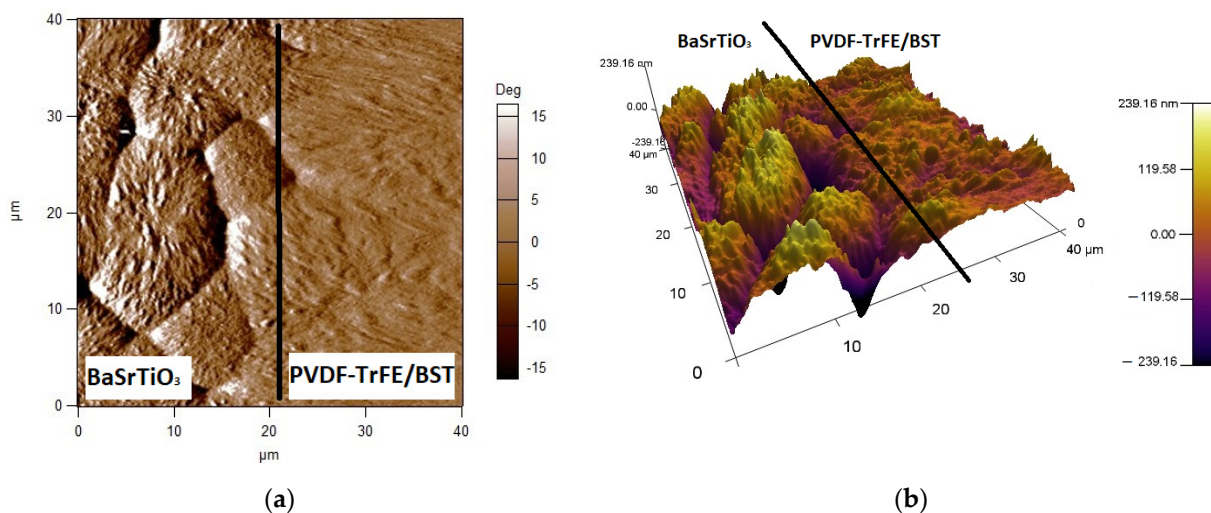 40
30
20
10
0
µm
0
10
20
30
40
µm
BaSrTiO₃
PVDF-TrFE/BST
Deg
15
10
5
0
-5
-10
-15
(a)
BaSrTiO₃
PVDF-TrFE/BST
239.16 nm
0.00
-239.16
40 µm
30
20
10
0
10
20
30
40 µm
0
239.16 nm
119.58
0.00
—119.58
— 239.16
(b)